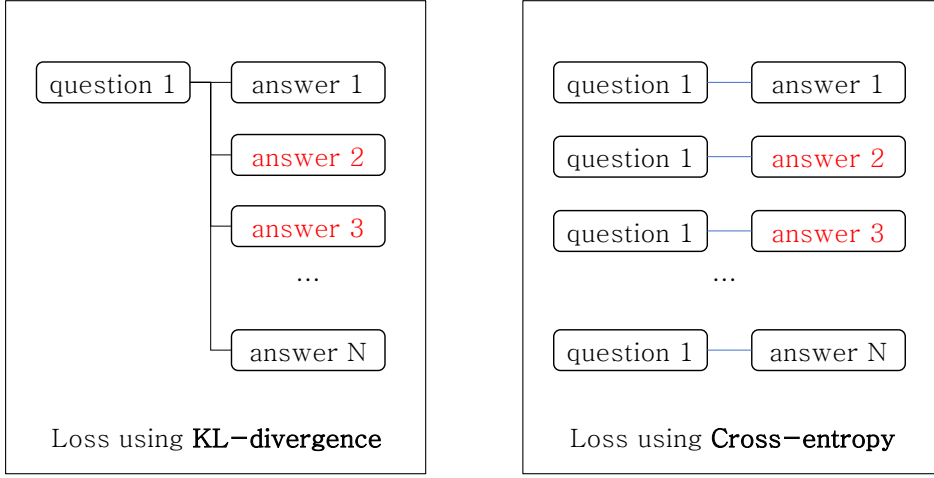 question 1
answer 1
answer 2
answer 3
...
answer N
Loss using KL-divergence
question 1
answer 1
question 1
answer 2
question 1
answer 3
...
question 1
answer N
Loss using Cross-entropy